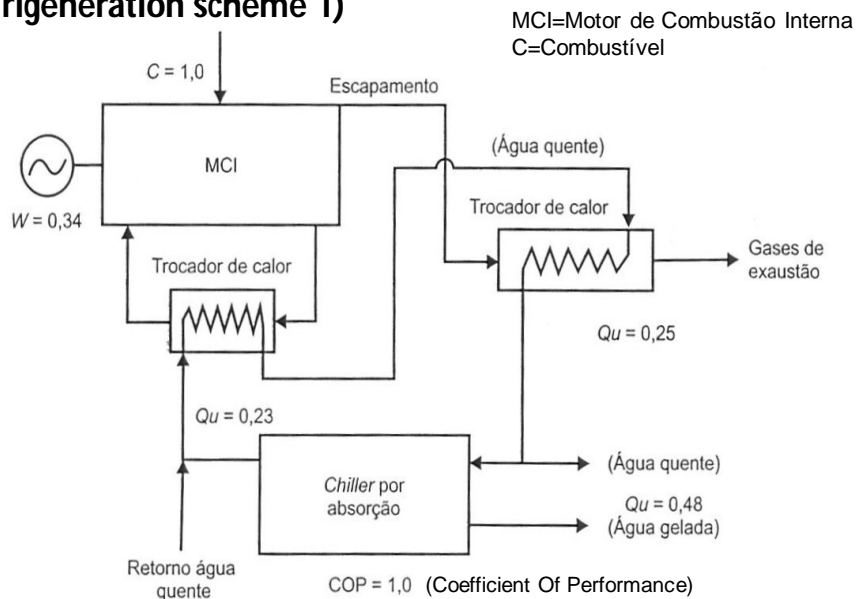 rigeneration scheme 1)
MCI=Motor de Combustão Interna
C=Combustível
C = 1,0
Escapamento
MCI
(Água quente)
W = 0,34
Trocador de calor
Trocador de calor
Gases de
exaustão
Qu = 0,25
Qu = 0,23
Chiller por
absorção
(Água quente)
Qu = 0,48
(Água gelada)
Retorno água
quente
COP = 1,0 (Coefficient Of Performance)